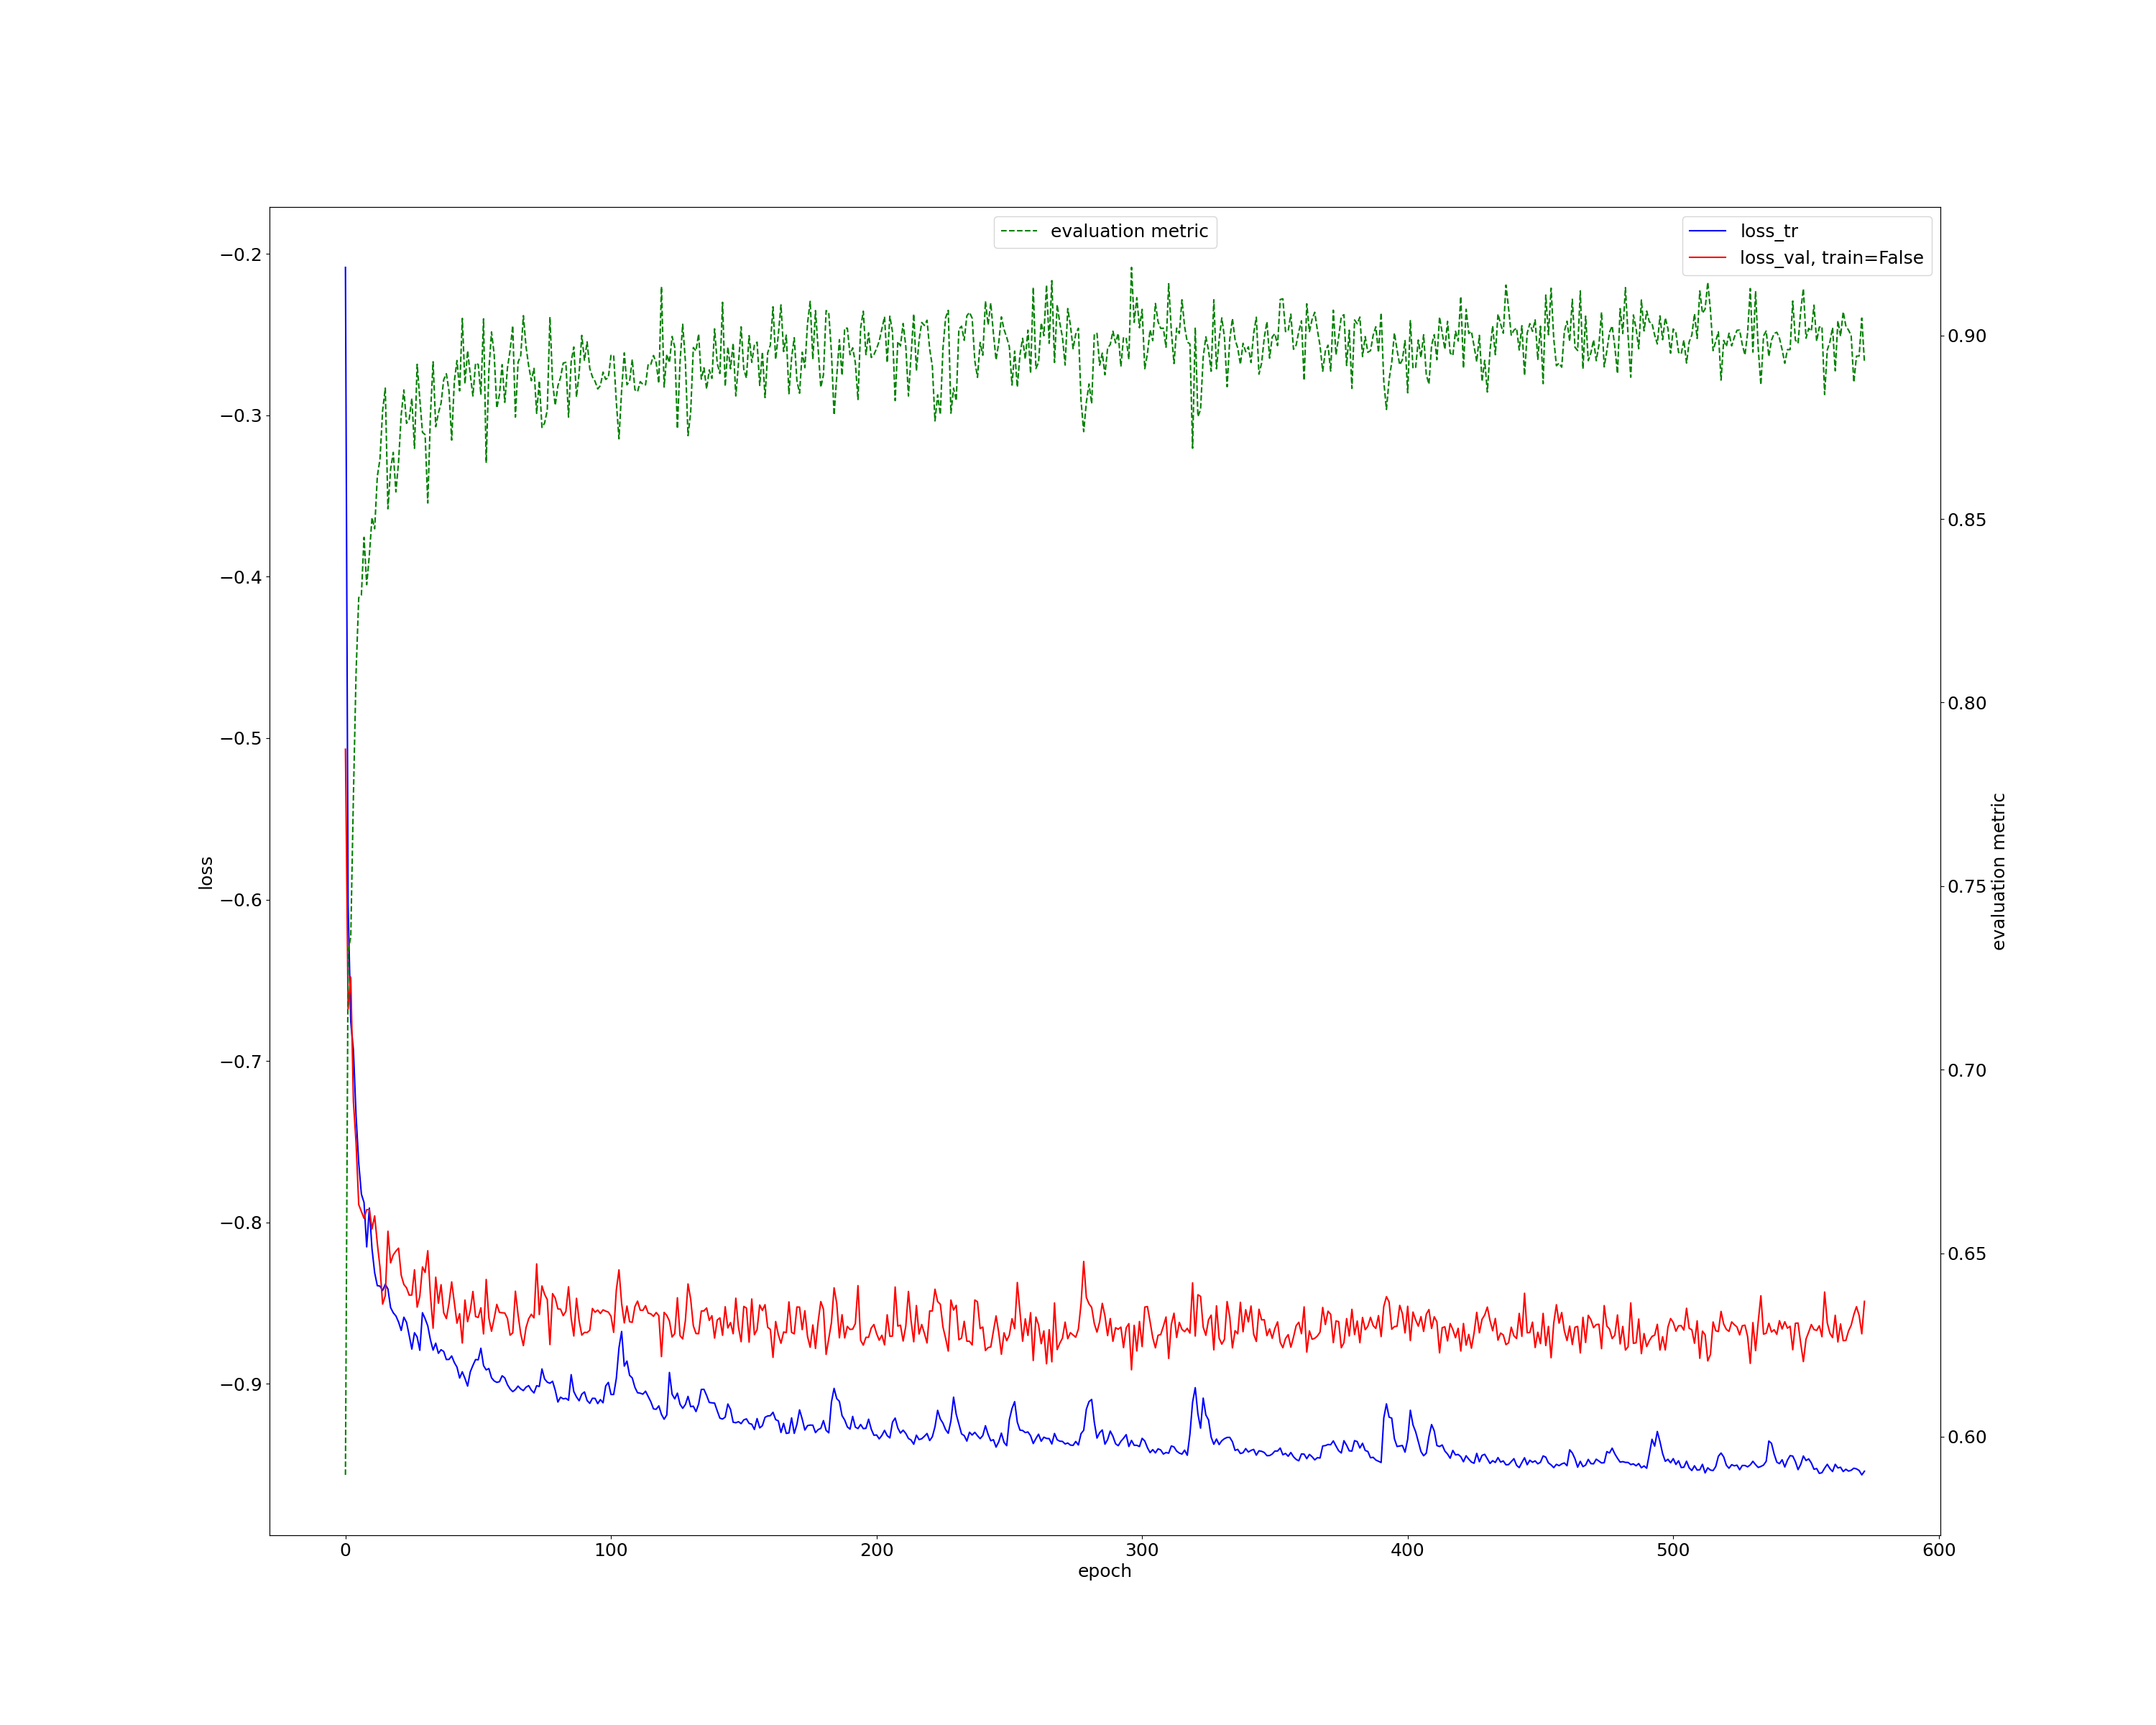 evaluation metric
loss_tr
loss_val, train=False
−0.2
−0.3
−0.4
−0.5
−0.6
−0.7
−0.8
−0.9
loss
0.90
0.85
0.80
0.75
0.70
0.65
0.60
evaluation metric
0 100 200 300 400 500 600
epoch